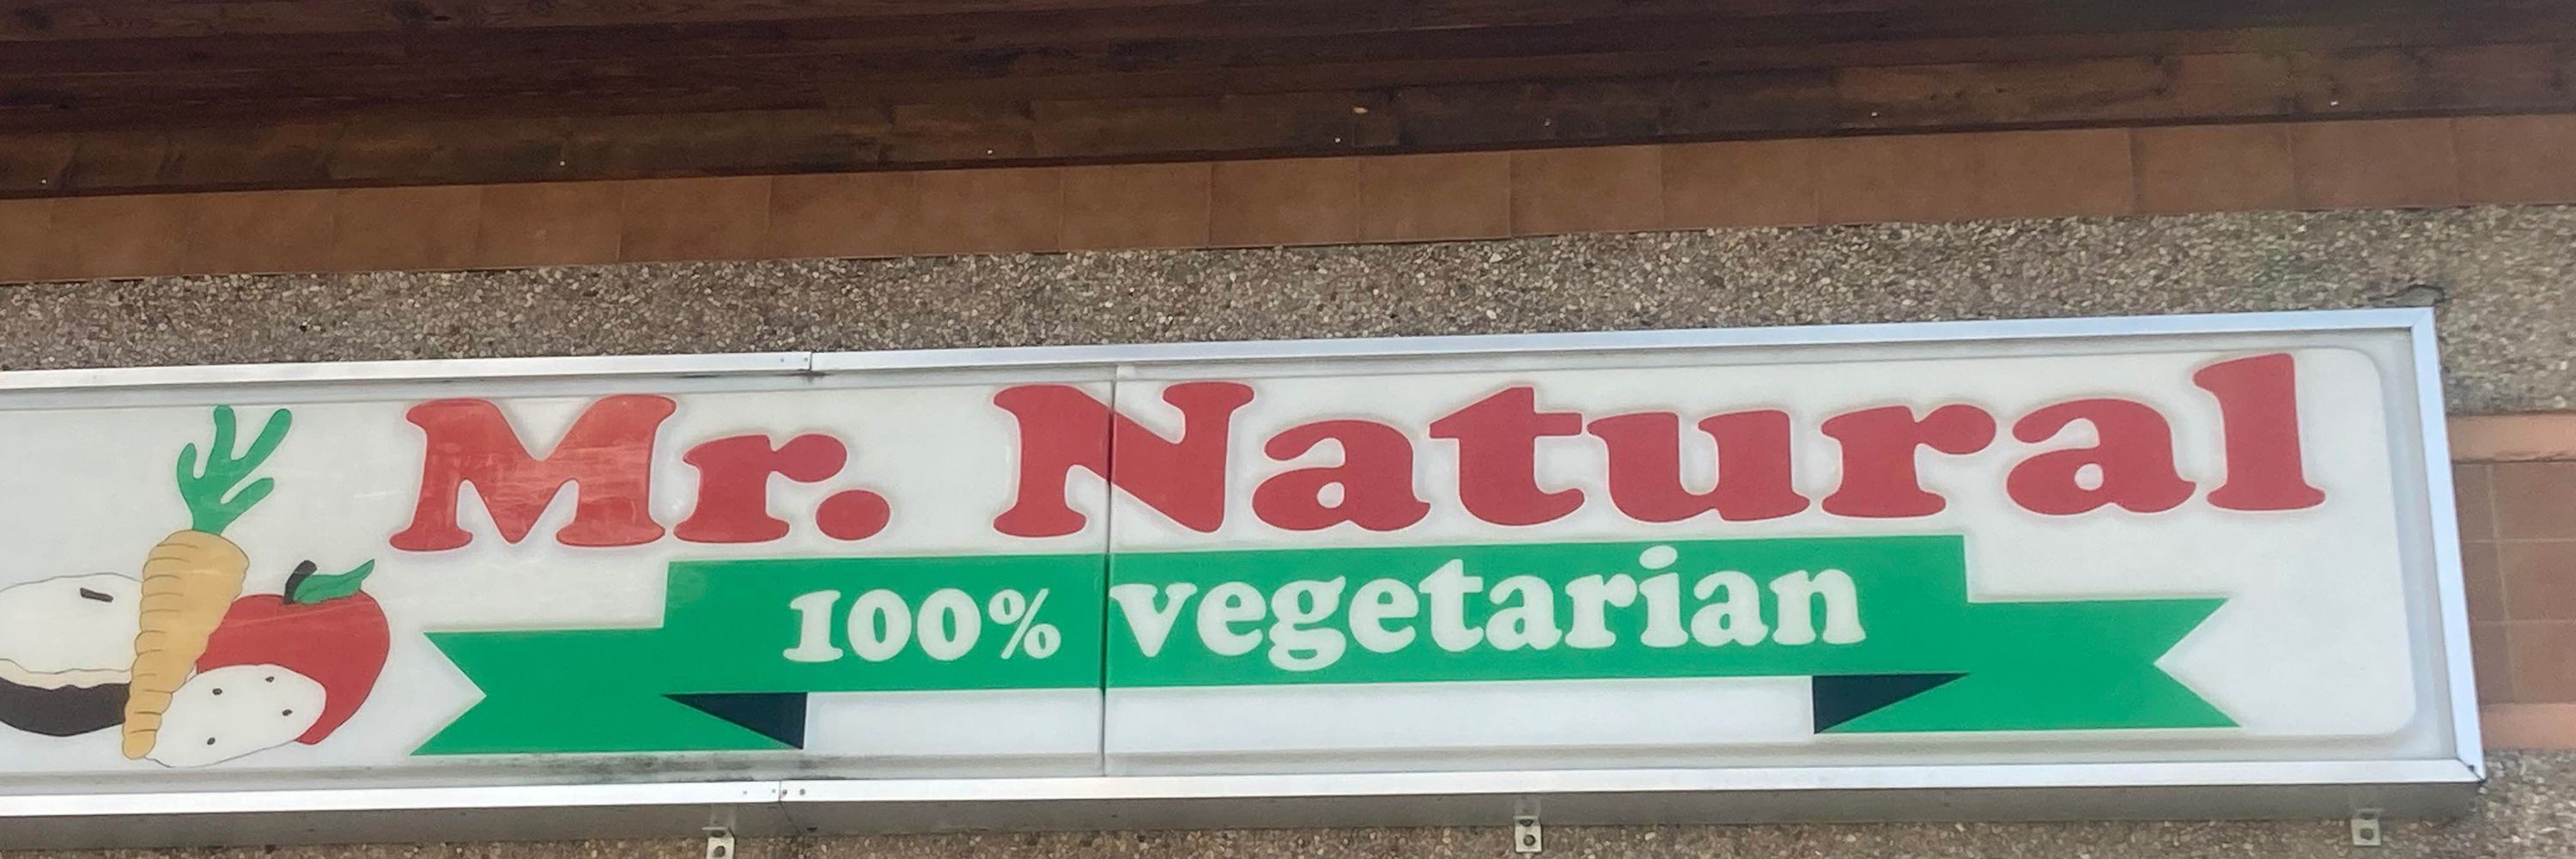 Mr. Natural
100% vegetarian